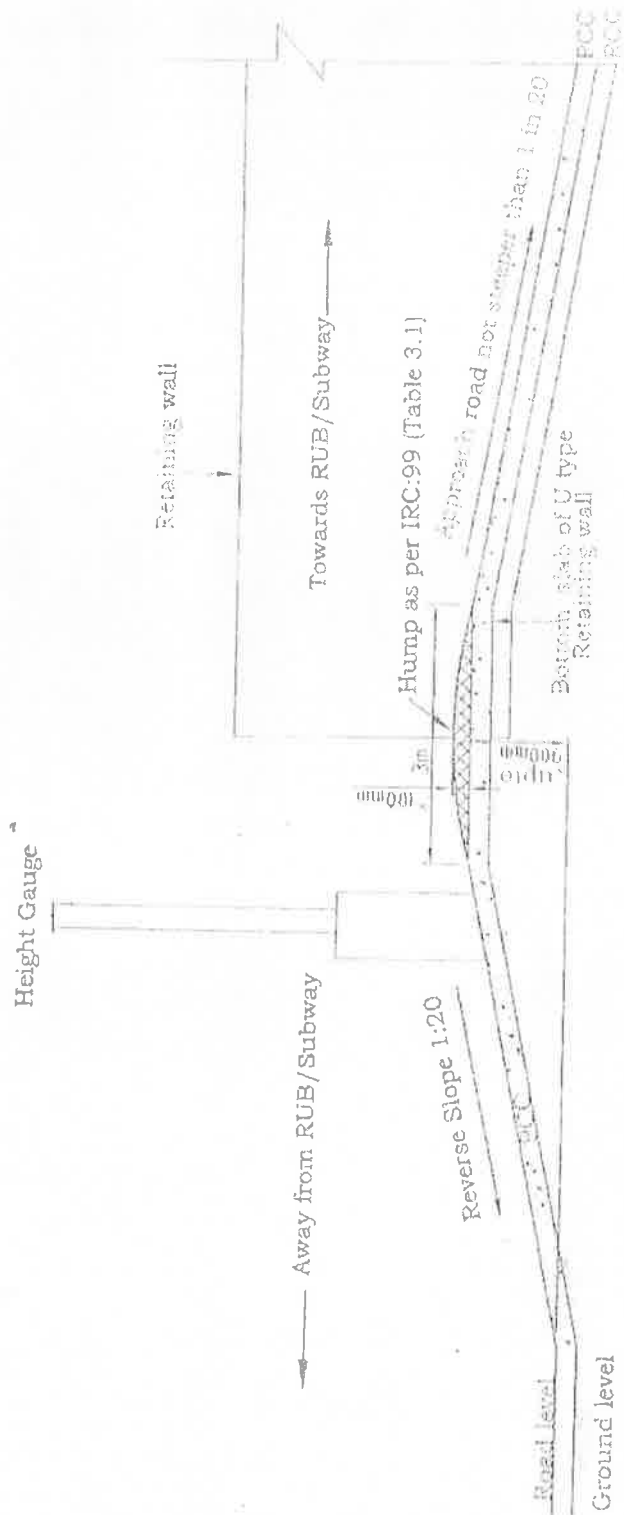 Height Gauge
Retaining wall
Away from RUB/Subway
Towards RUB/Subway
Hump as per IRC:99 (Table 3.1)
3m
100mm
Reverse Slope 1:20
Approach road not steeper than 1 in 20
Bottom slab of U type
Retaining wall
Road level
Ground level
RCC
PCC